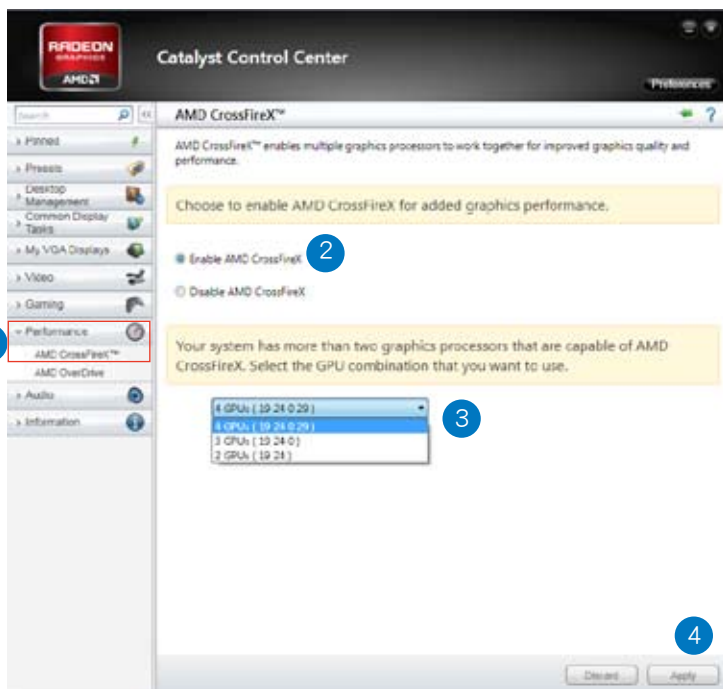 RADEON
GRAPHICS
AMD
Catalyst Control Center
Preferences
Search
AMD CrossFireX™
?
Pinned
Presets
Desktop
Management
Common Display
Tasks
My VGA Displays
Video
Gaming
Performance
AMD CrossFireX™
AMD OverDrive
Audio
Information
AMD CrossFireX™ enables multiple graphics processors to work together for improved graphics quality and
performance.
Choose to enable AMD CrossFireX for added graphics performance.
Enable AMD CrossFireX
2
Disable AMD CrossFireX
Your system has more than two graphics processors that are capable of AMD
CrossFireX. Select the GPU combination that you want to use.
4 GPUs ( 19 24 0 29 )
4 GPUs ( 19 24 0 29 )
3 GPUs ( 19 24 0 )
2 GPUs ( 19 24 )
3
4
Discard
Apply